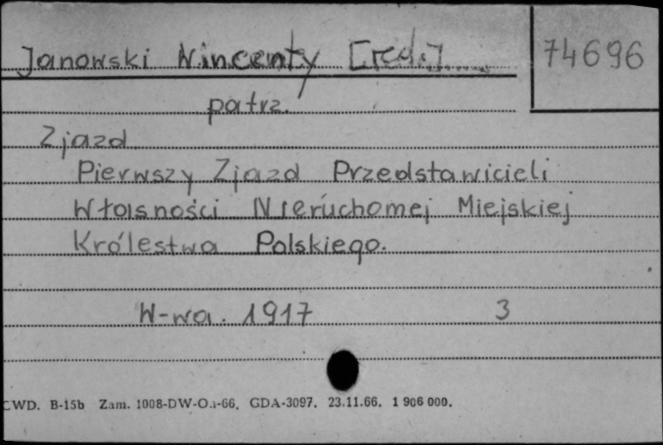 Janowski Wincenty [red.]
74696
patrz.
Zjazd
Pierwszy Zjazd Przedstawicieli
Własności Nieruchomej Miejskiej
Królestwa Polskiego.
W-wa. 1917 3
CWD. B-15b Zam. 1008-DW-O.i-66, GDA-3097. 23.11.66. 1 906 000.